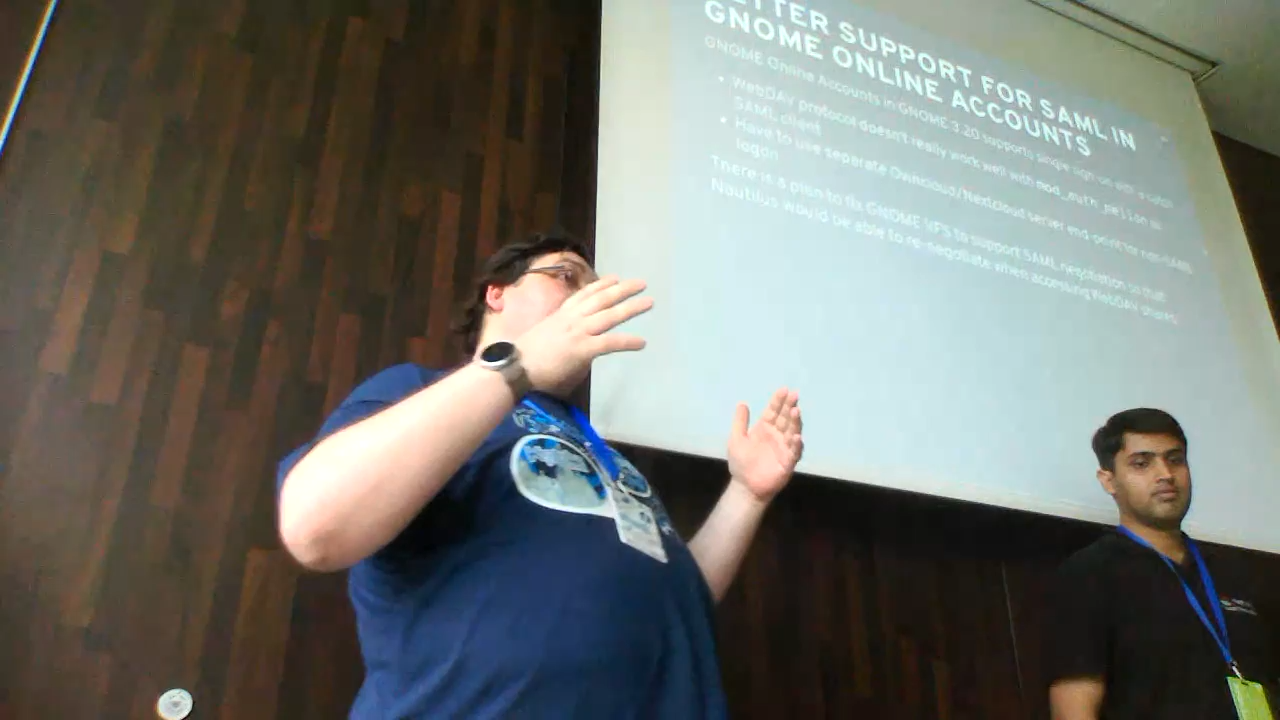 ETTER SUPPORT FOR SAML IN
GNOME ONLINE ACCOUNTS
GNOME Online Accounts in GNOME 3.20 supports single sign-on with a
• WebDAV protocol doesn't really work well with mod_auth_mellon or
SAML client
• Have to use separate Owncloud/Nextcloud server end-point for non-SAML
logon
There is a plan to fix GNOME VFS to support SAML negotiation so that
Nautilus would be able to re-negotiate when accessing WebDAV shares